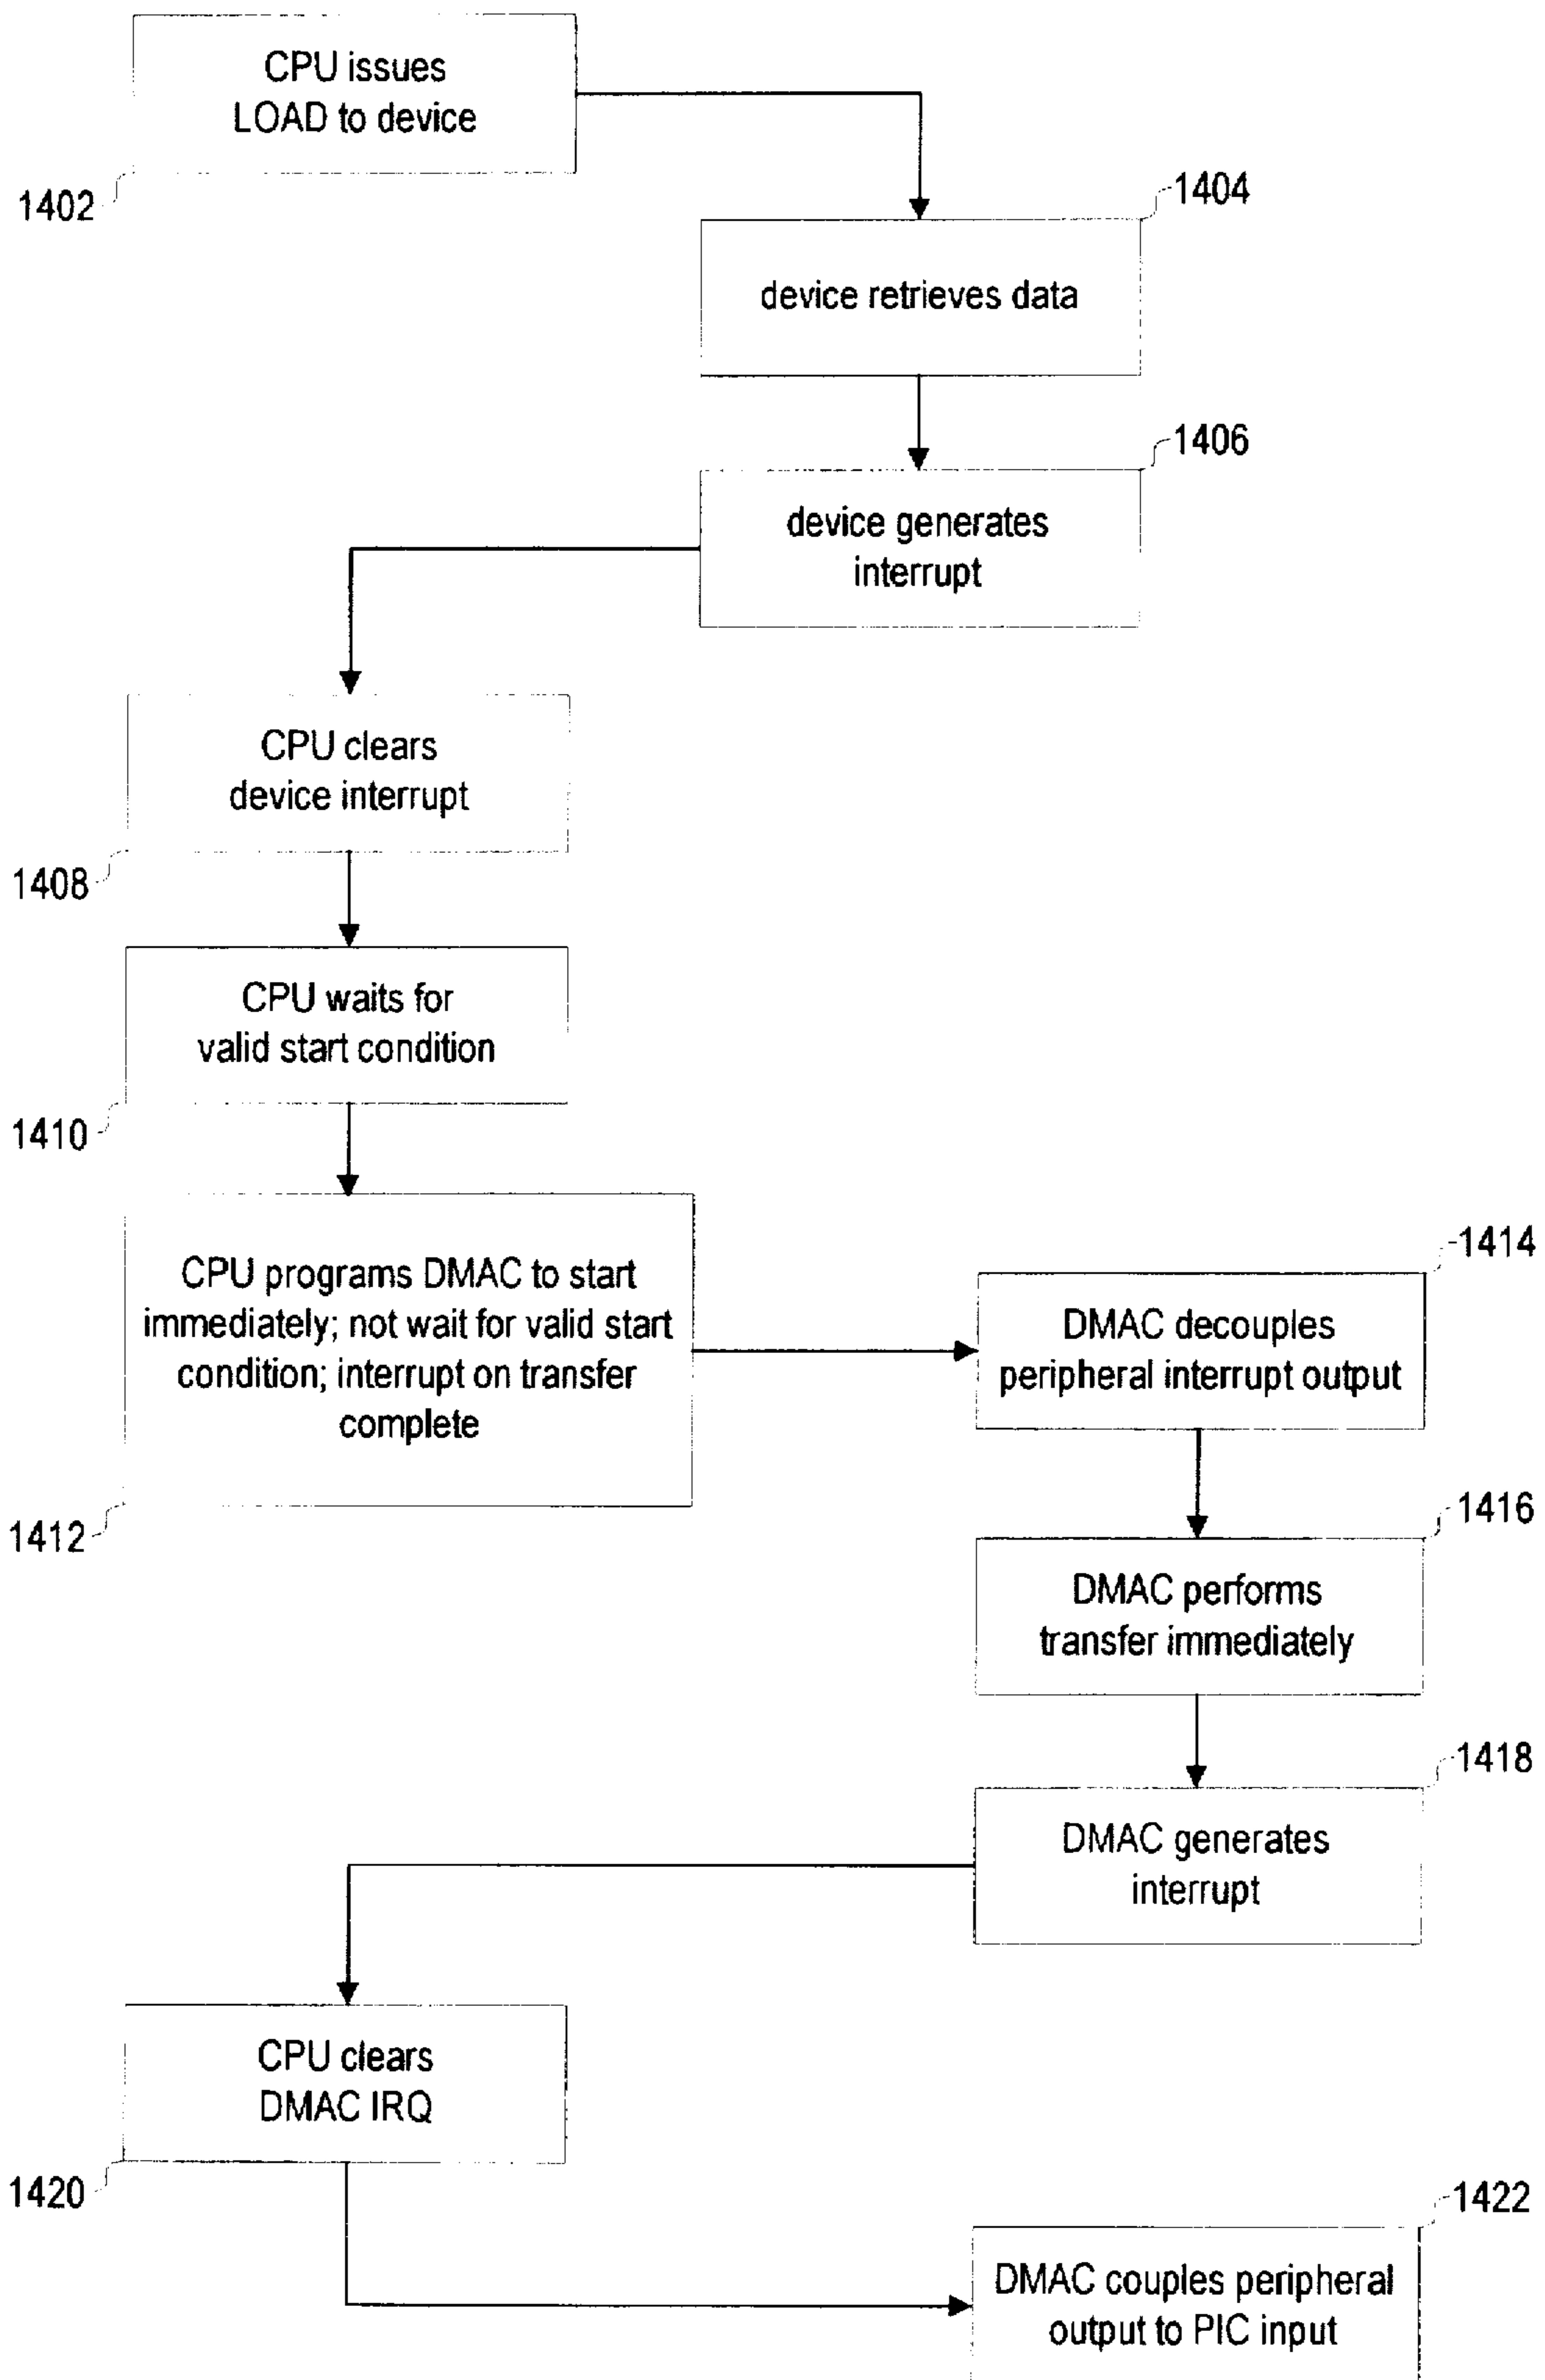 CPU issues
LOAD to device
1402
1404
device retrieves data
1406
device generates
interrupt
CPU clears
device interrupt
1408
CPU waits for
valid start condition
1410
CPU programs DMAC to start
immediately; not wait for valid start
condition; interrupt on transfer
complete
1412
1414
DMAC decouples
peripheral interrupt output
1416
DMAC performs
transfer immediately
1418
DMAC generates
interrupt
CPU clears
DMAC IRQ
1420
1422
DMAC couples peripheral
output to PIC input